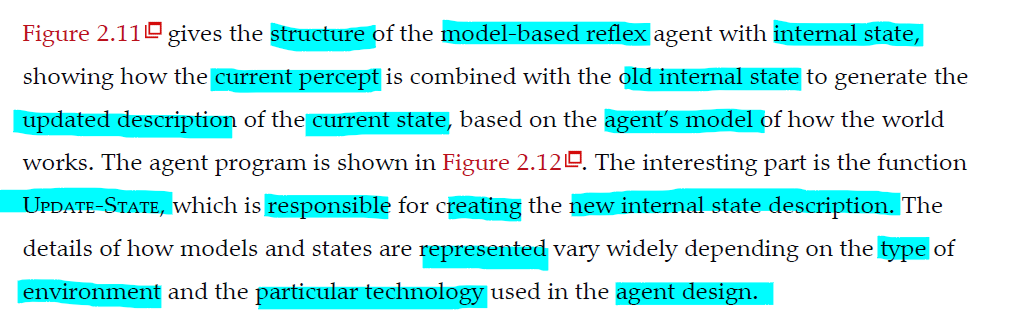 Figure 2.11 gives the structure of the model-based reflex agent with internal state,
showing how the current percept is combined with the old internal state to generate the
updated description of the current state, based on the agent’s model of how the world
works. The agent program is shown in Figure 2.12. The interesting part is the function
UPDATE-STATE, which is responsible for creating the new internal state description. The
details of how models and states are represented vary widely depending on the type of
environment and the particular technology used in the agent design.